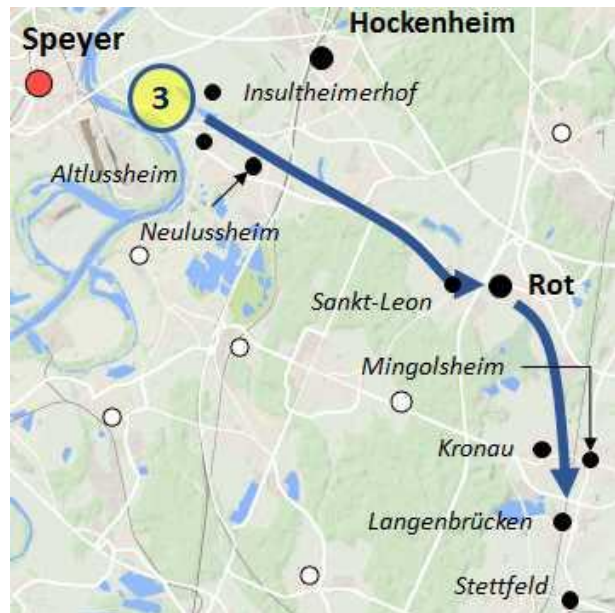 Hockenheim
Speyer
3
Insultheimerhof
Altlussheim
Neulussheim
Rot
Sankt-Leon
Mingolsheim
Kronau
Langenbrücken
Stettfeld